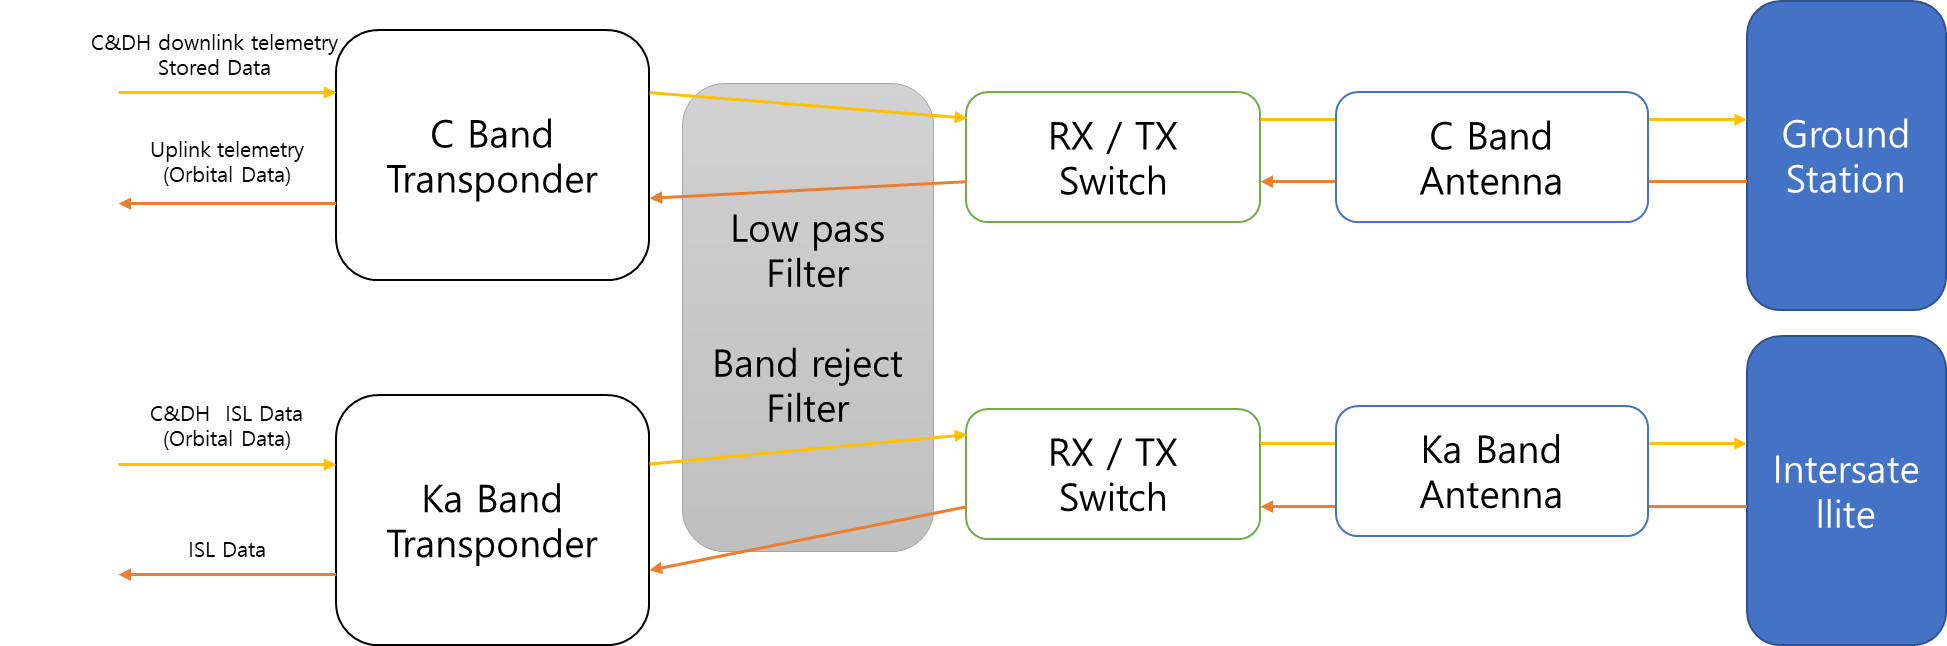 C&DH downlink telemetry
Stored Data
Uplink telemetry
(Orbital Data)
C Band
Transponder
Low pass
Filter
Band reject
Filter
RX / TX
Switch
C Band
Antenna
Ground
Station
C&DH  ISL Data
(Orbital Data)
ISL Data
Ka Band
Transponder
RX / TX
Switch
Ka Band
Antenna
Intersate
llite